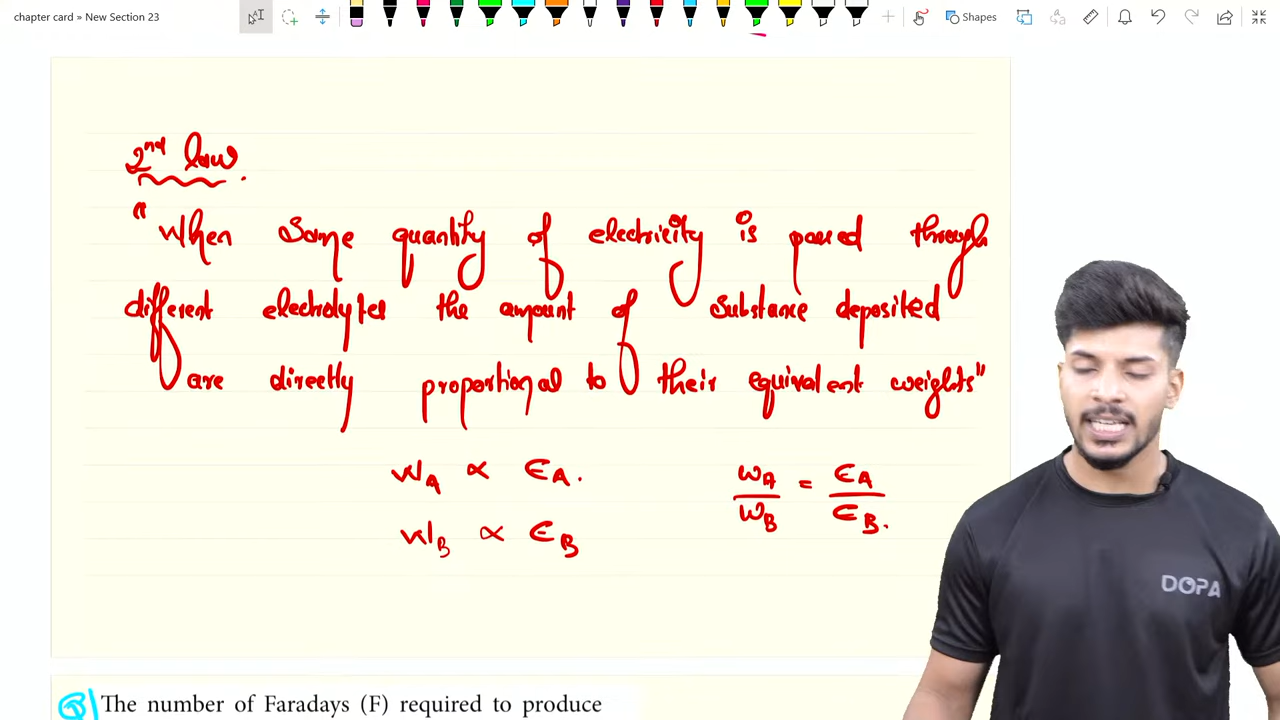 chapter card » New Section 23
Shapes
2nd law.
"When Some quantity of electricity is passed through
different electrolytes the amount of substance deposited
are directly proportional to their equivalent weights"
WA ∝ EA.
WB ∝ EB
WA/WB = EA/EB.
DOPA
The number of Faradays (F) required to produce